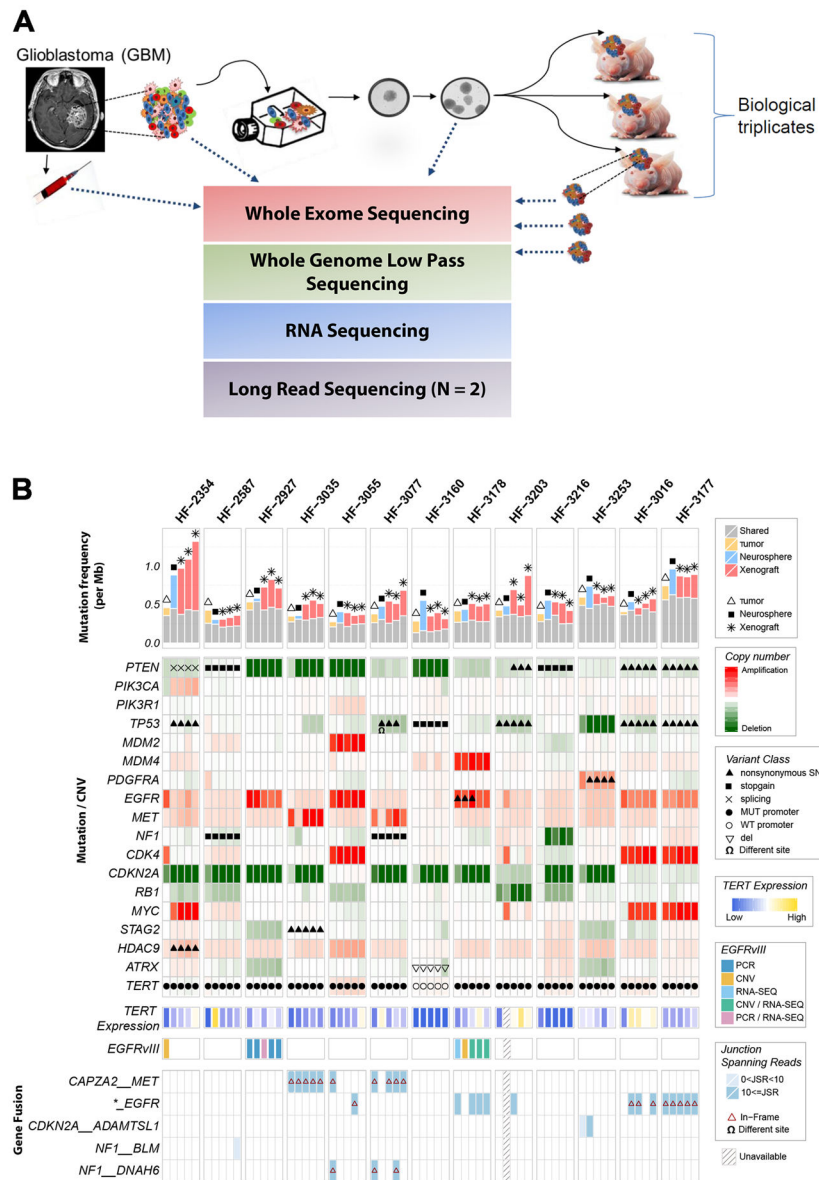 A
Glioblastoma (GBM)
Biological
triplicates
Whole Exome Sequencing
Whole Genome Low Pass
Sequencing
RNA Sequencing
Long Read Sequencing (N = 2)
B
HF-2354
HF-2587
HF-2927
HF-3035
HF-3055
HF-3077
HF-3160
HF-3178
HF-3203
HF-3216
HF-3253
HF-3016
HF-3177
Mutation frequency
(per Mb)
1.0
0.5
0.0
Shared
Tumor
Neurosphere
Xenograft
Tumor
Neurosphere
Xenograft
Mutation / CNV
PTEN
PIK3CA
PIK3R1
TP53
MDM2
MDM4
PDGFRA
EGFR
MET
NF1
CDK4
CDKN2A
RB1
MYC
STAG2
HDAC9
ATRX
TERT
Ω
Copy number
Amplification
Deletion
Variant Class
nonsynonymous SN
stopgain
splicing
MUT promoter
WT promoter
del
Ω Different site
TERT Expression
Low High
TERT
Expression
EGFRvIII
EGFRvIII
PCR
CNV
RNA-SEQ
CNV / RNA-SEQ
PCR / RNA-SEQ
Gene Fusion
CAPZA2__MET
*_EGFR
CDKN2A__ADAMTSL1
NF1__BLM
NF1__DNAH6
Junction
Spanning Reads
0<JSR<10
10<=JSR
In-Frame
Ω Different site
Unavailable